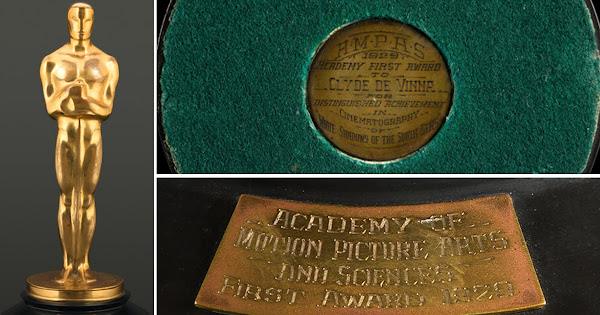 A·M·P·A·S
1929
ACADEMY FIRST AWARD
TO
CLYDE DE VINNA
FOR
DISTINGUISHED ACHIEVEMENT
IN
CINEMATOGRAPHY
OF
WHITE SHADOWS OF THE SOUTH SEAS
ACADEMY OF
MOTION PICTURE ARTS
AND SCIENCES
FIRST AWARD 1929